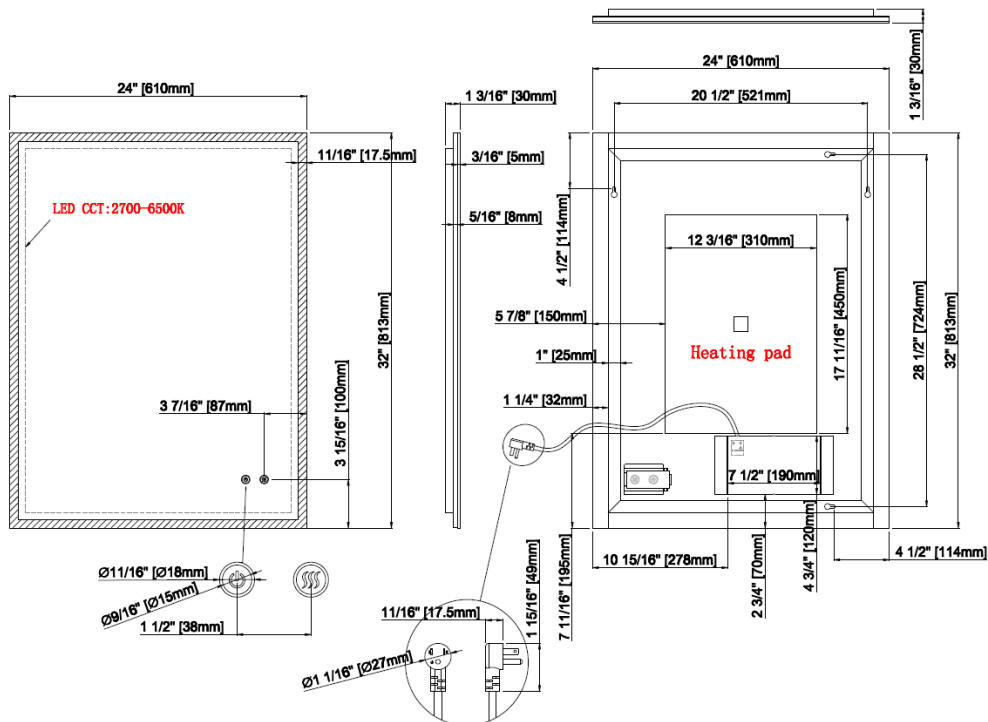 24" [610mm]
11/16" [17.5mm]
LED CCT:2700-6500K
32" [813mm]
3 7/16" [87mm]
3 15/16" [100mm]
Ø11/16" [Ø18mm]
Ø9/16" [Ø15mm]
1 1/2" [38mm]
1 3/16" [30mm]
3/16" [5mm]
5/16" [8mm]
1 3/16" [30mm]
24" [610mm]
20 1/2" [521mm]
4 1/2" [114mm]
12 3/16" [310mm]
5 7/8" [150mm]
17 11/16" [450mm]
28 1/2" [724mm]
32" [813mm]
Heating pad
1" [25mm]
1 1/4" [32mm]
7 1/2" [190mm]
7 11/16" [195mm]
10 15/16" [278mm]
2 3/4" [70mm]
4 3/4" [120mm]
4 1/2" [114mm]
11/16" [17.5mm]
1 15/16" [49mm]
Ø1 1/16" [Ø27mm]